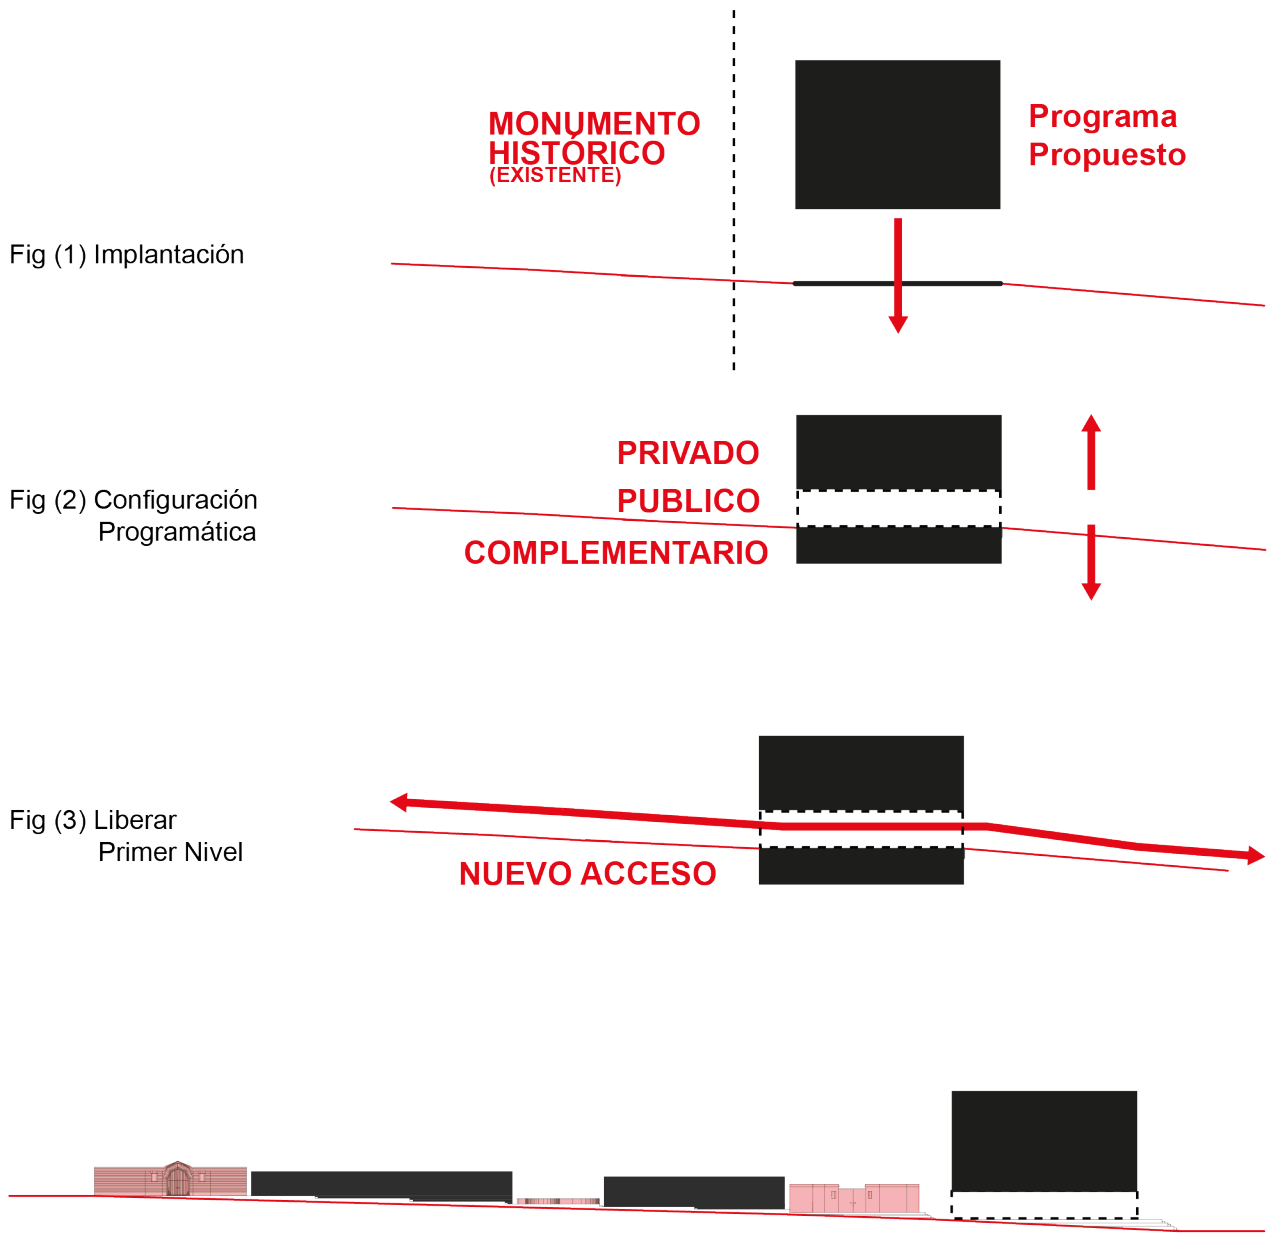 MONUMENTO
HISTÓRICO
(EXISTENTE)
Programa
Propuesto
Fig (1) Implantación
PRIVADO
PUBLICO
COMPLEMENTARIO
Fig (2) Configuración
Programática
Fig (3) Liberar
Primer Nivel
NUEVO ACCESO